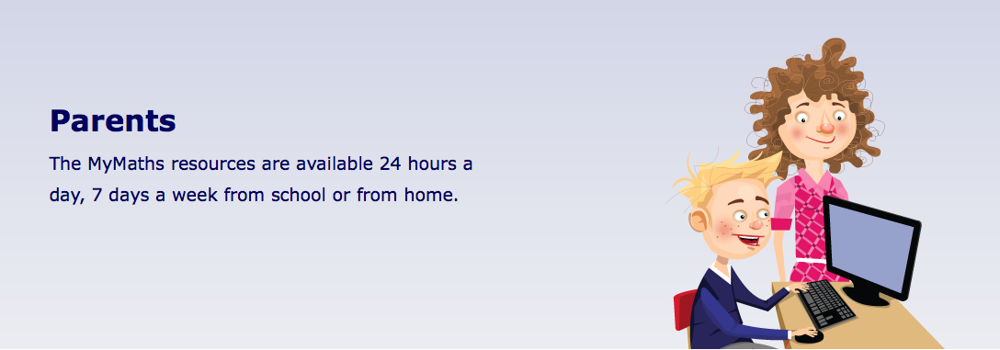 Parents
The MyMaths resources are available 24 hours a
day, 7 days a week from school or from home.